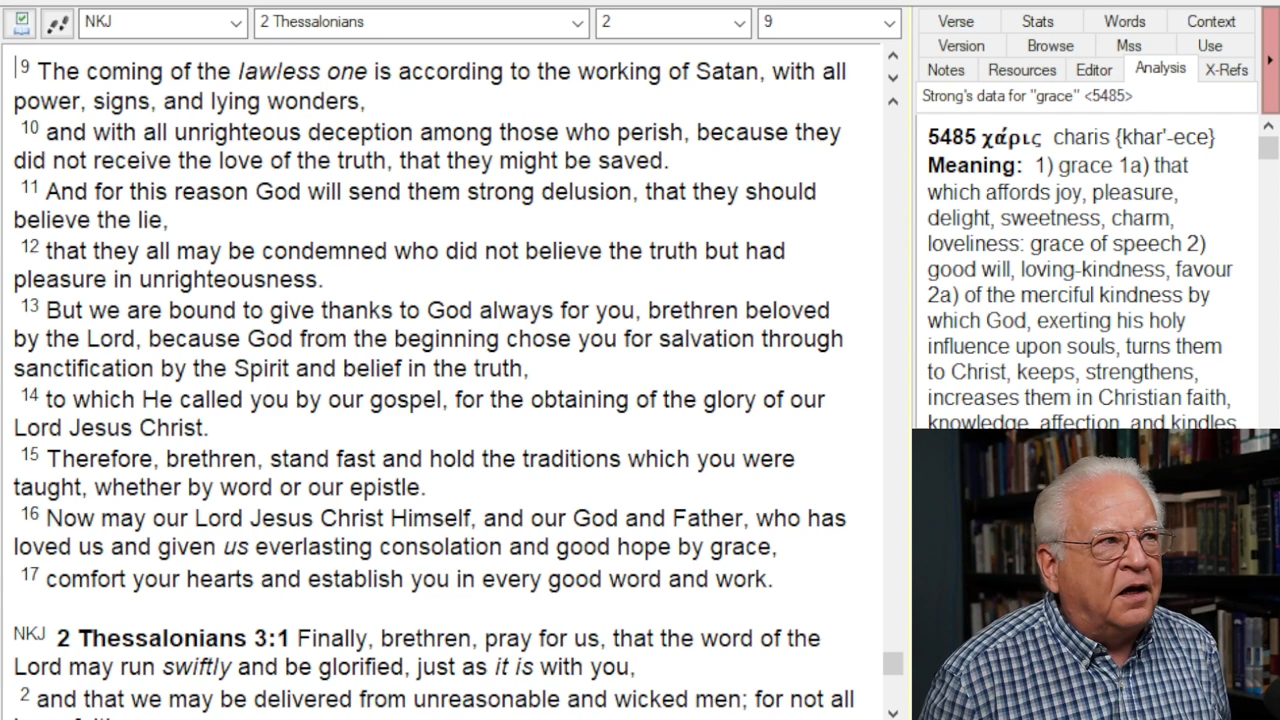 NKJ
2 Thessalonians
2
9
9 The coming of the lawless one is according to the working of Satan, with all
power, signs, and lying wonders,
10 and with all unrighteous deception among those who perish, because they
did not receive the love of the truth, that they might be saved.
11 And for this reason God will send them strong delusion, that they should
believe the lie,
12 that they all may be condemned who did not believe the truth but had
pleasure in unrighteousness.
13 But we are bound to give thanks to God always for you, brethren beloved
by the Lord, because God from the beginning chose you for salvation through
sanctification by the Spirit and belief in the truth,
14 to which He called you by our gospel, for the obtaining of the glory of our
Lord Jesus Christ.
15 Therefore, brethren, stand fast and hold the traditions which you were
taught, whether by word or our epistle.
16 Now may our Lord Jesus Christ Himself, and our God and Father, who has
loved us and given us everlasting consolation and good hope by grace,
17 comfort your hearts and establish you in every good word and work.
NKJ 2 Thessalonians 3:1 Finally, brethren, pray for us, that the word of the
Lord may run swiftly and be glorified, just as it is with you,
2 and that we may be delivered from unreasonable and wicked men; for not all
Verse Stats Words Context
Version Browse Mss Use
Notes Resources Editor Analysis X-Refs
Strong's data for "grace" <5485>
5485 χάρις charis {khar'-ece}
Meaning: 1) grace 1a) that
which affords joy, pleasure,
delight, sweetness, charm,
loveliness: grace of speech 2)
good will, loving-kindness, favour
2a) of the merciful kindness by
which God, exerting his holy
influence upon souls, turns them
to Christ, keeps, strengthens,
increases them in Christian faith,
knowledge, affection, and kindles